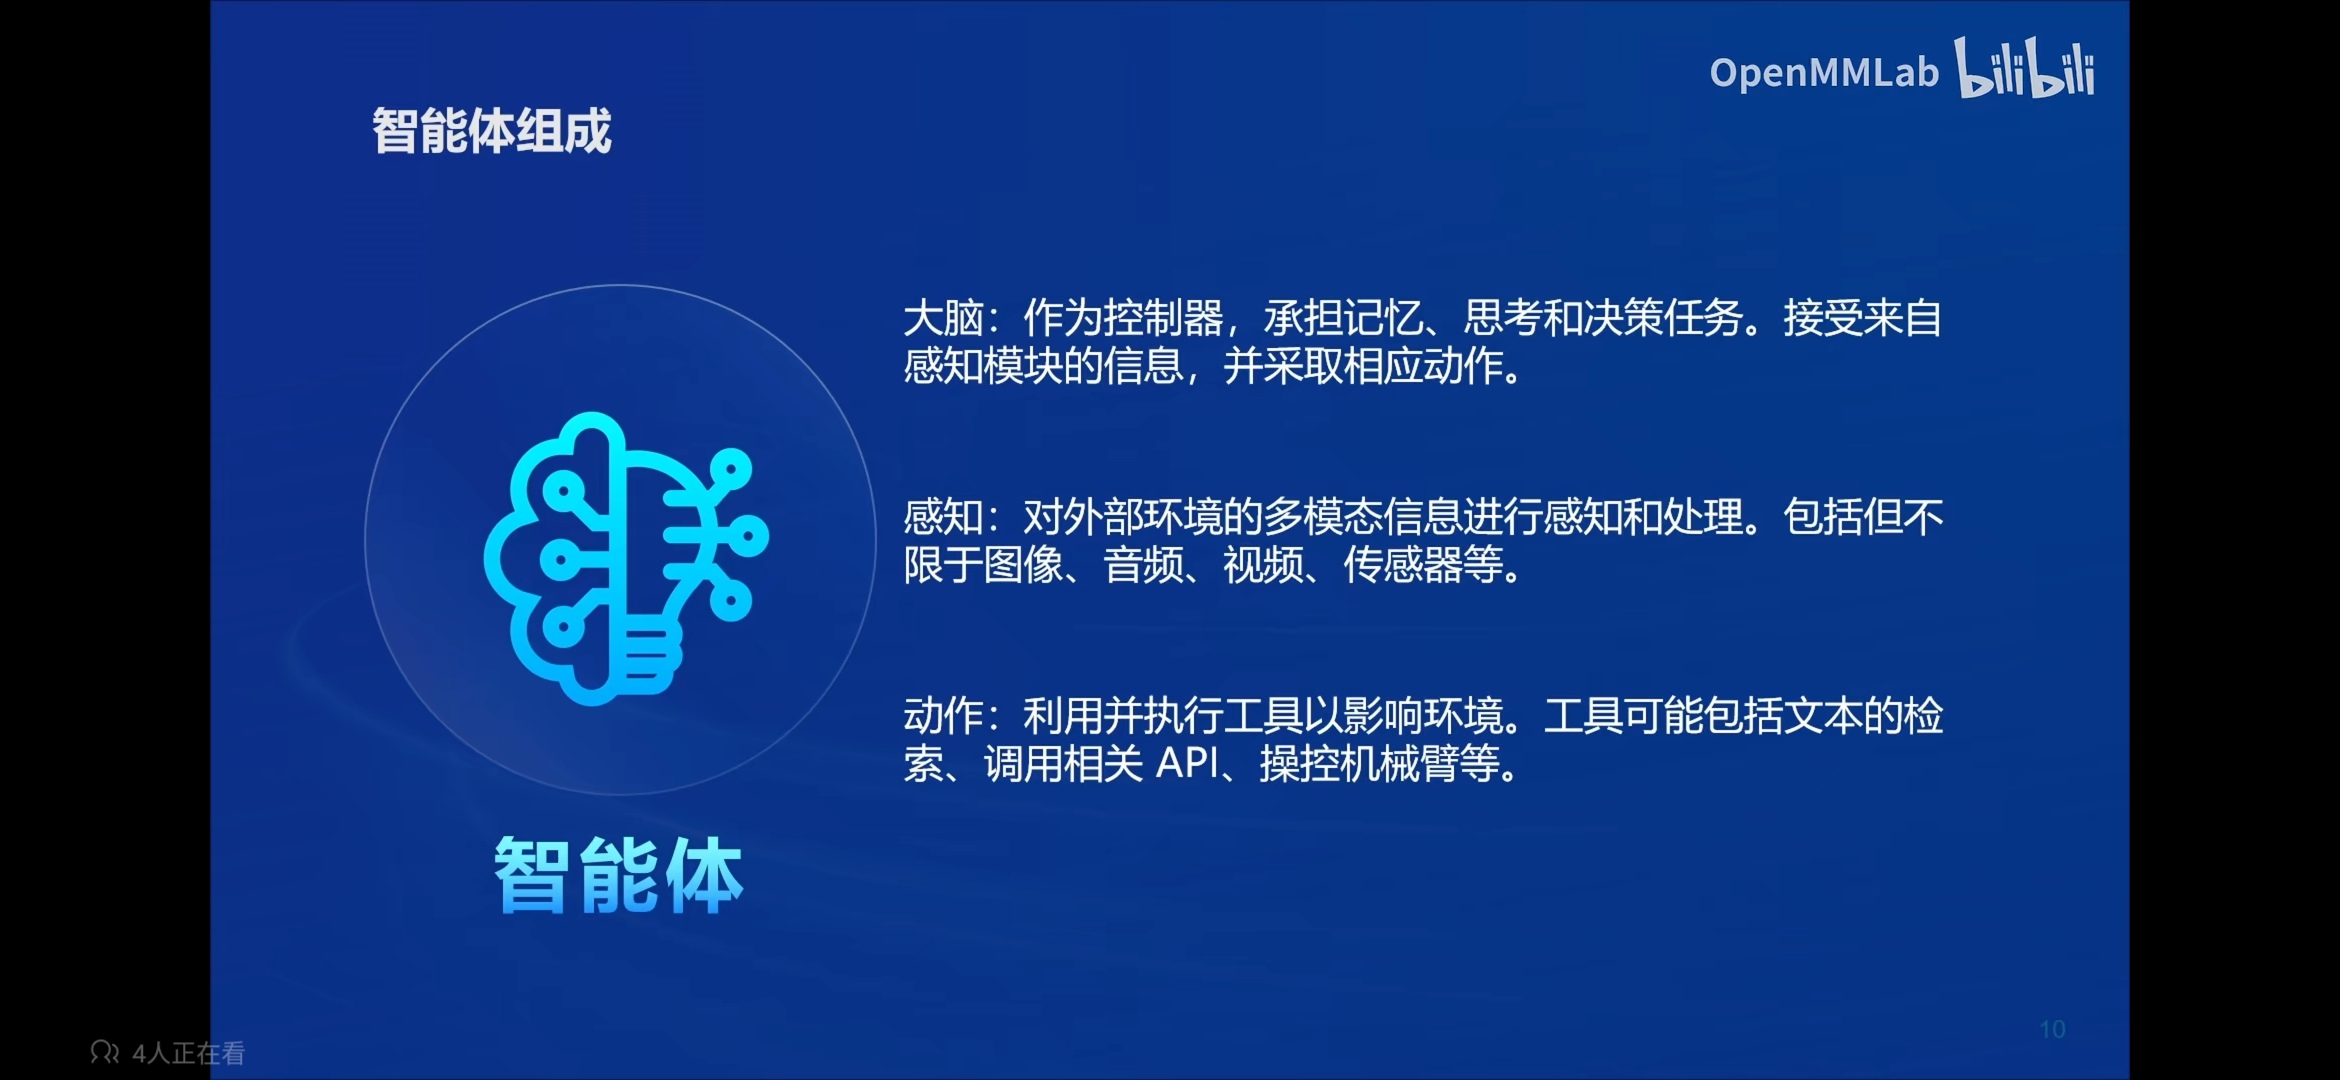 OpenMMLab bilibili
智能体组成
大脑：作为控制器，承担记忆、思考和决策任务。接受来自
感知模块的信息，并采取相应动作。
感知：对外部环境的多模态信息进行感知和处理。包括但不
限于图像、音频、视频、传感器等。
动作：利用并执行工具以影响环境。工具可能包括文本的检
索、调用相关 API、操控机械臂等。
智能体
10
4人正在看